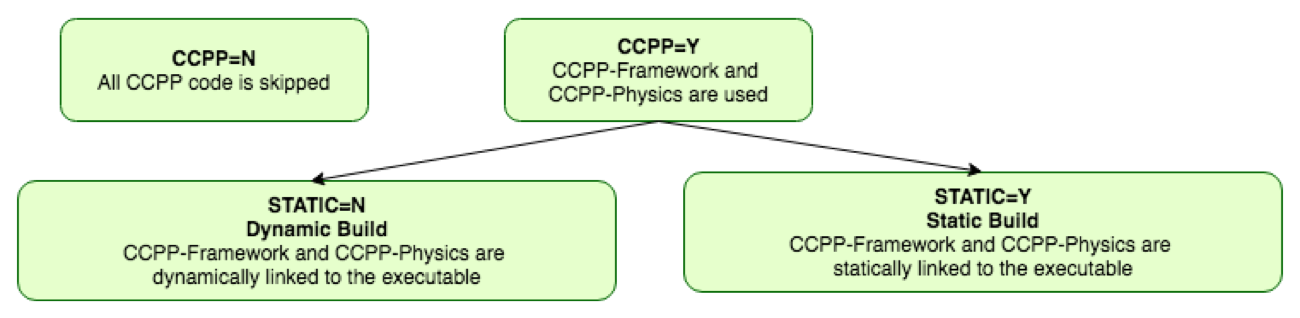 CCPP=N
All CCPP code is skipped
CCPP=Y
CCPP-Framework and
CCPP-Physics are used
STATIC=N
Dynamic Build
CCPP-Framework and CCPP-Physics are
dynamically linked to the executable
STATIC=Y
Static Build
CCPP-Framework and CCPP-Physics are
statically linked to the executable